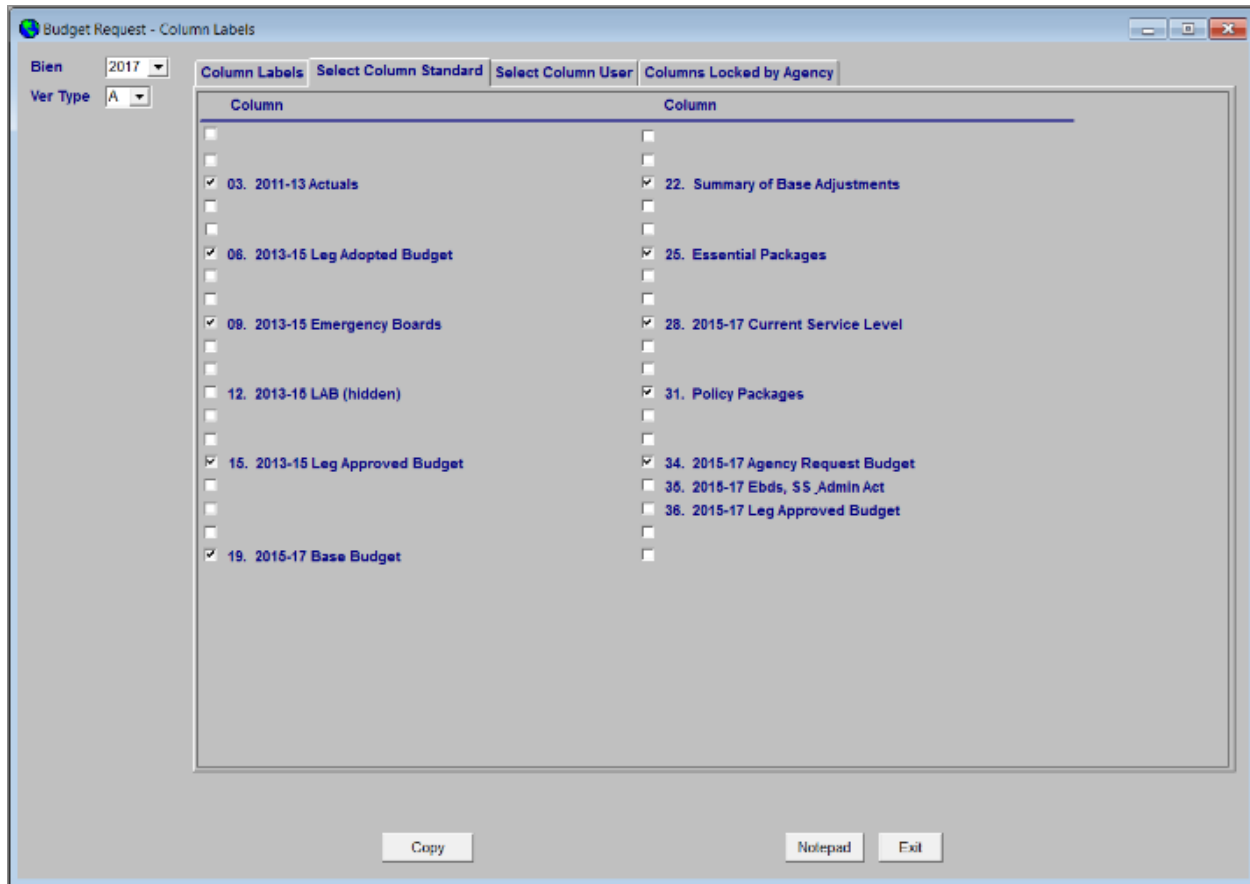 Budget Request - Column Labels
Bien 2017
Ver Type A
Column Labels Select Column Standard Select Column User Columns Locked by Agency
Column Column
03. 2011-13 Actuals 22. Summary of Base Adjustments
06. 2013-15 Leg Adopted Budget 25. Essential Packages
09. 2013-15 Emergency Boards 28. 2015-17 Current Service Level
12. 2013-15 LAB (hidden) 31. Policy Packages
15. 2013-15 Leg Approved Budget 34. 2015-17 Agency Request Budget
35. 2015-17 Ebds, SS_Admin Act
36. 2015-17 Leg Approved Budget
19. 2015-17 Base Budget
Copy Notepad Exit